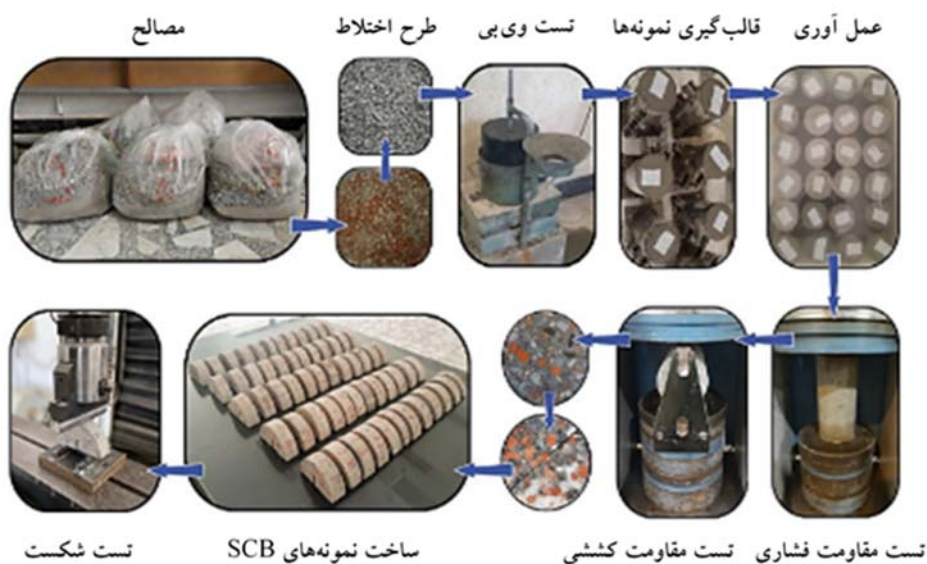 مصالح
طرح اختلاط
تست وی‌بی
قالب‌گیری نمونه‌ها
عمل آوری
تست شکست
ساخت نمونه‌های SCB
تست مقاومت کششی
تست مقاومت فشاری